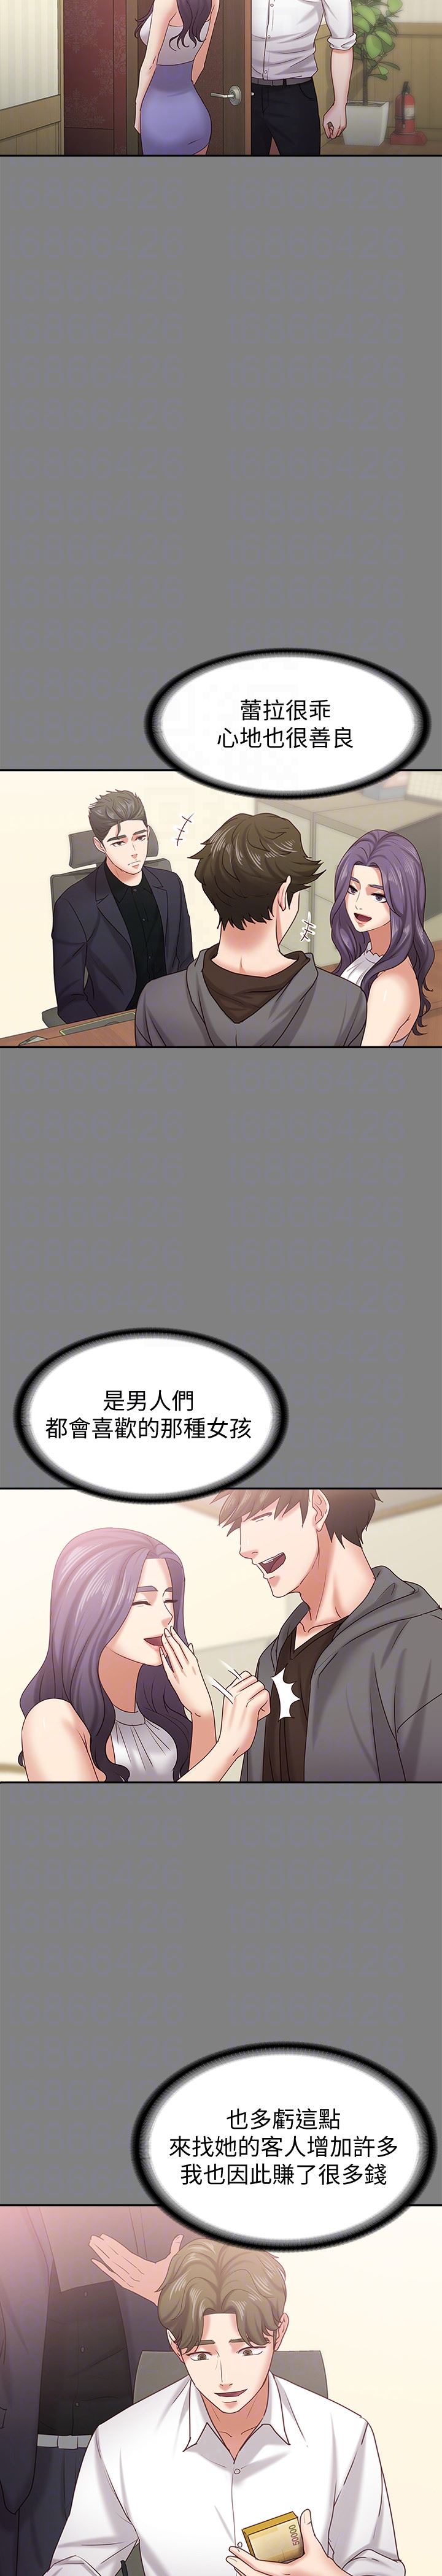 蕾拉很乖
心地也很善良
是男人們
都會喜歡的那種女孩
也多虧這點
來找她的客人增加許多
我也因此賺了很多錢
50000